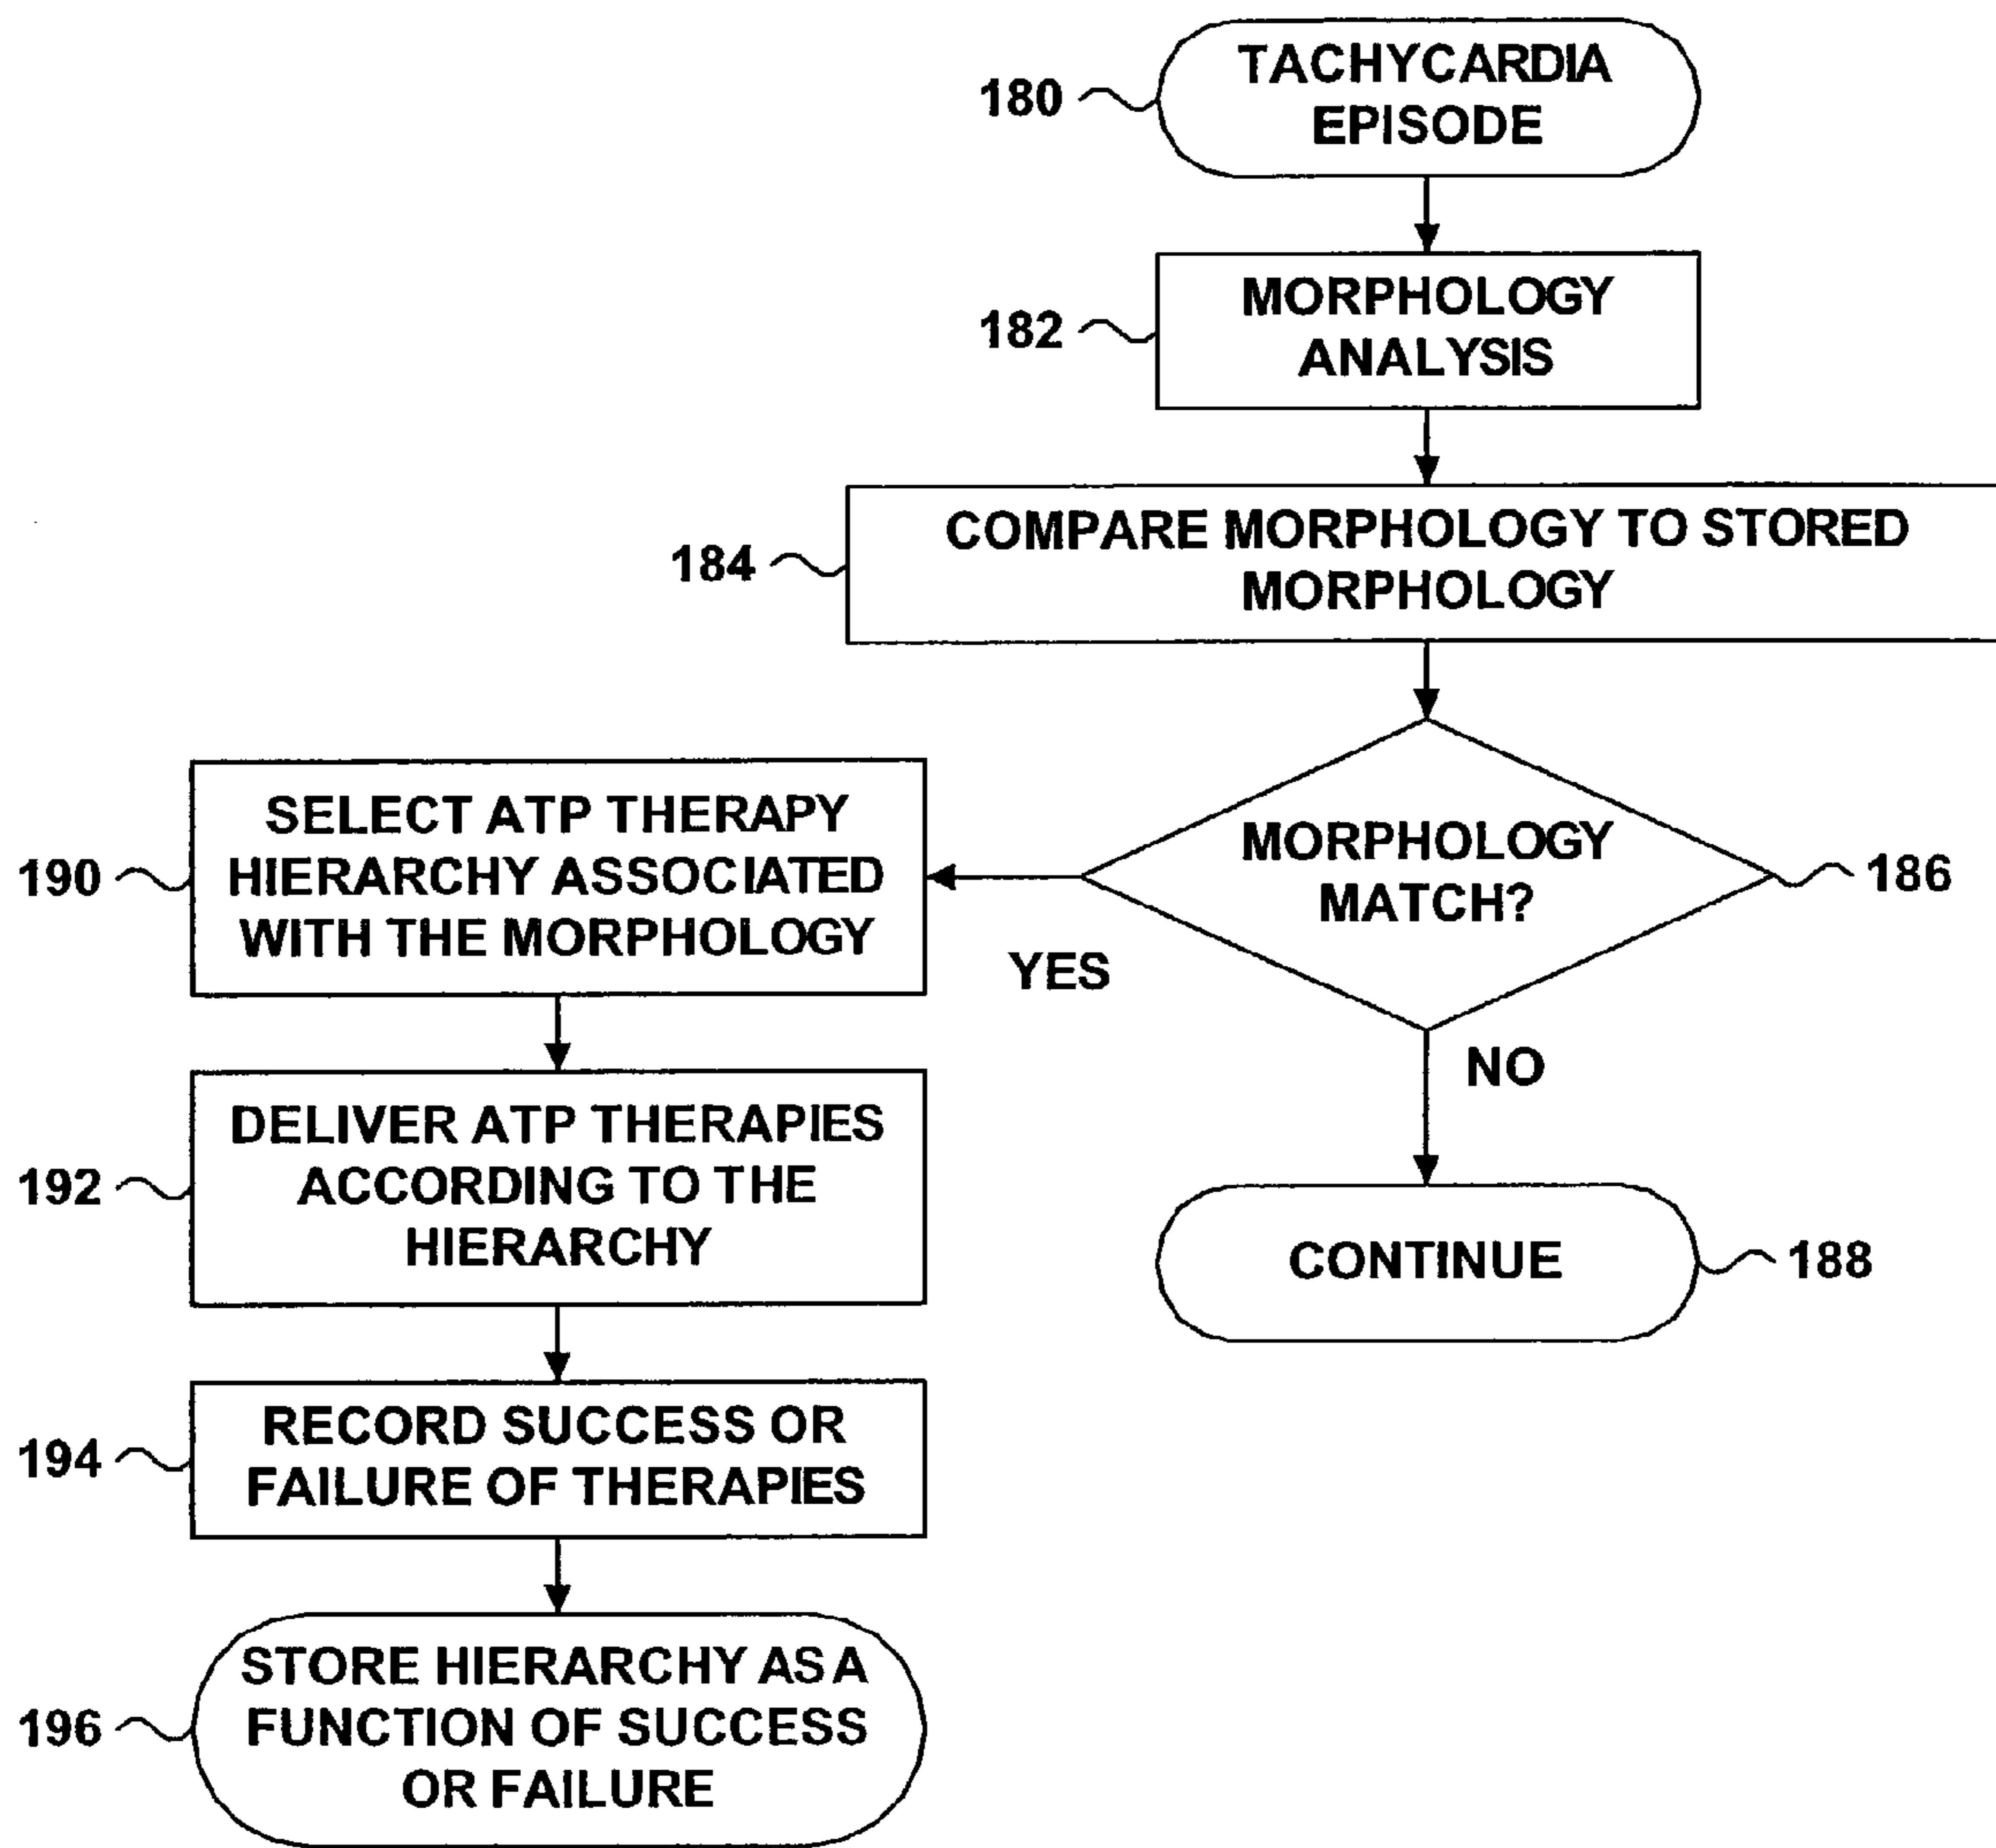 180
TACHYCARDIA
EPISODE
182
MORPHOLOGY
ANALYSIS
184
COMPARE MORPHOLOGY TO STORED
MORPHOLOGY
MORPHOLOGY
MATCH?
186
YES
NO
CONTINUE
188
190
SELECT ATP THERAPY
HIERARCHY ASSOCIATED
WITH THE MORPHOLOGY
192
DELIVER ATP THERAPIES
ACCORDING TO THE
HIERARCHY
194
RECORD SUCCESS OR
FAILURE OF THERAPIES
196
STORE HIERARCHY AS A
FUNCTION OF SUCCESS
OR FAILURE